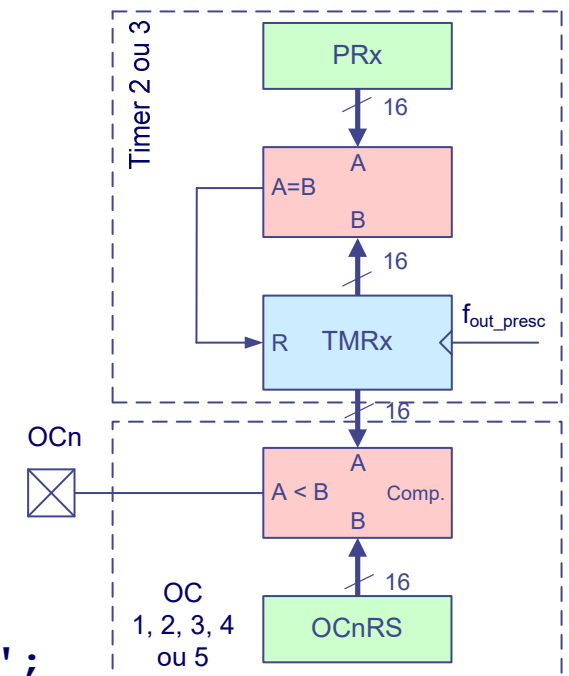 Timer 2 ou 3
PRx
16
A
A=B
B
16
f_out_presc
R TMRx
16
OCn
A
A < B Comp.
B
16
OC
1, 2, 3, 4
ou 5
OCnRS
';